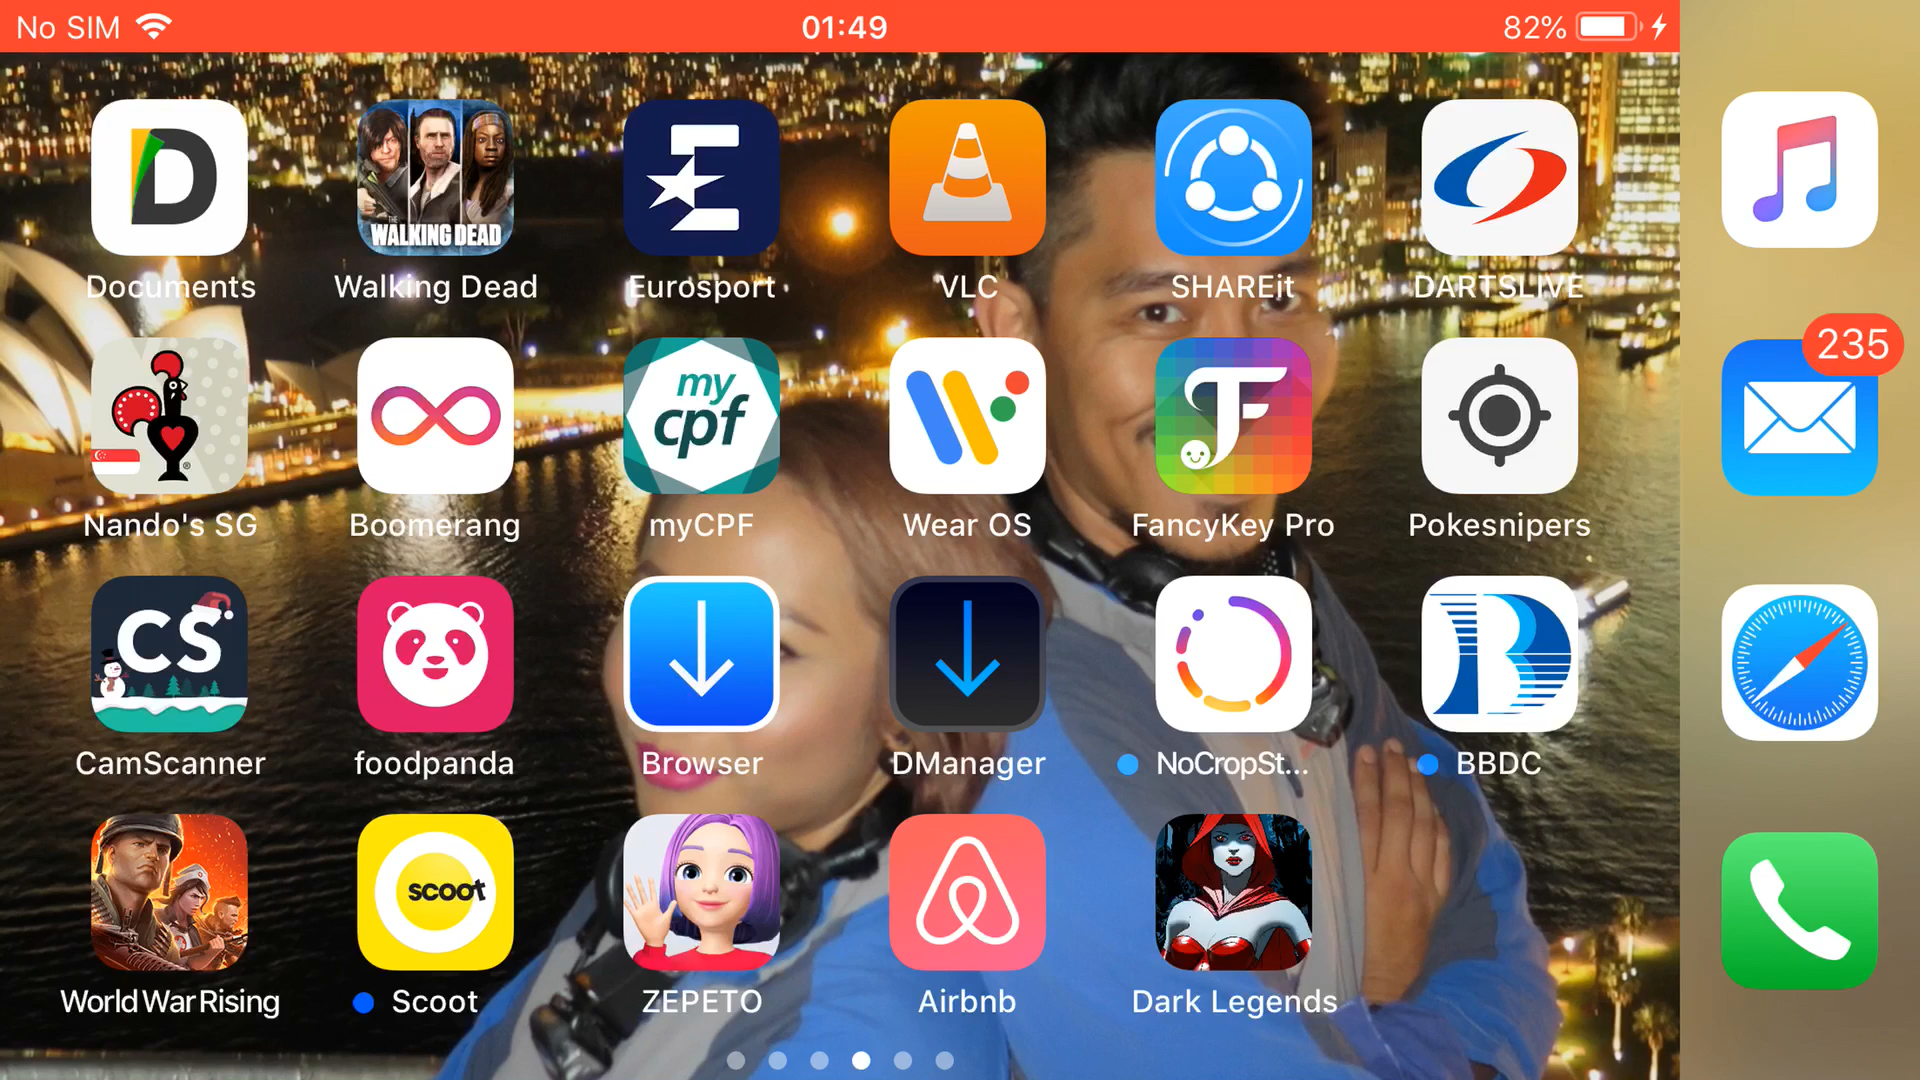 No SIM 01:49 82%
D
THE WALKING DEAD
Documents Walking Dead Eurosport VLC SHAREit DARTSLIVE
235
my cpf
Nando's SG Boomerang myCPF Wear OS FancyKey Pro Pokesnipers
CS
CamScanner foodpanda Browser DManager NoCropSt... BBDC
scoot
World War Rising Scoot ZEPETO Airbnb Dark Legends